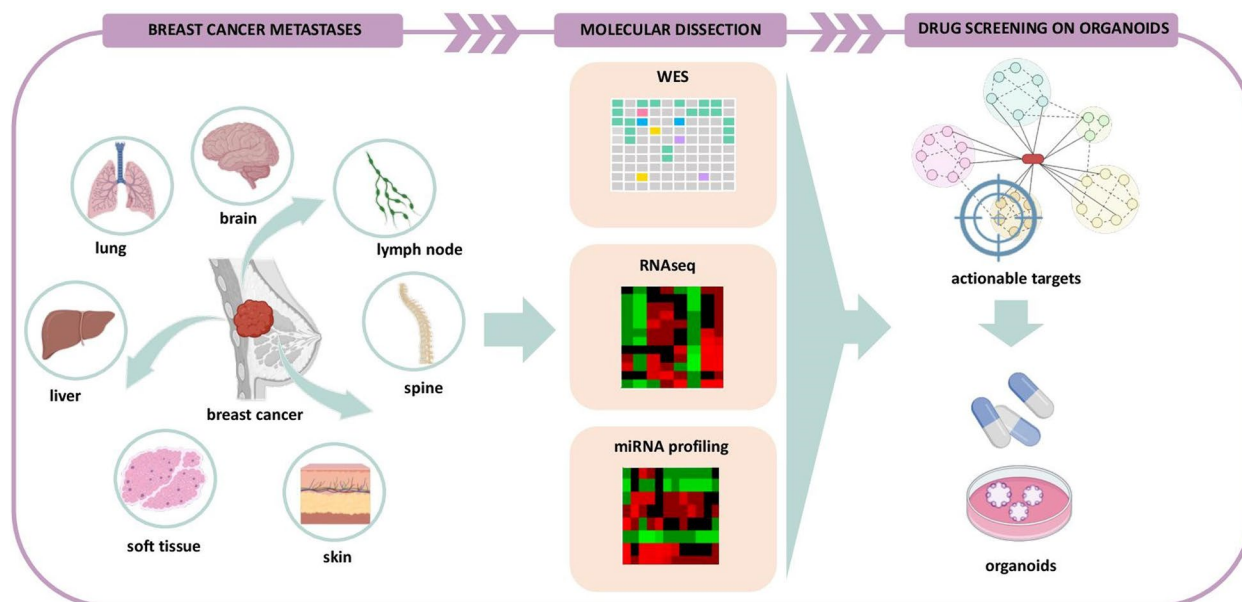 BREAST CANCER METASTASES
MOLECULAR DISSECTION
DRUG SCREENING ON ORGANOIDS
lung
brain
lymph node
liver
breast cancer
spine
soft tissue
skin
WES
RNAseq
miRNA profiling
actionable targets
organoids